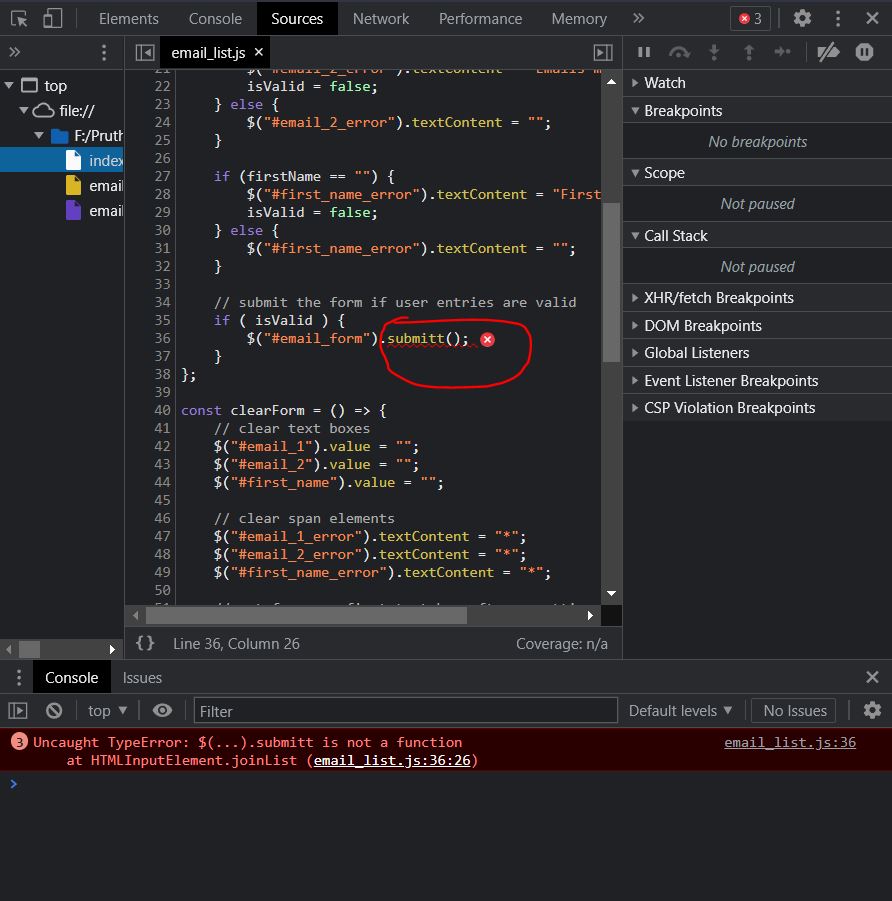 Elements Console Sources Network Performance Memory » 3
» email_list.js ×
top
file://
F:/Pruth
index
email
email
21 $("#email_2_error").textContent = "Emails m
22 isValid = false;
23 } else {
24 $("#email_2_error").textContent = "";
25 }
26
27 if (firstName == "") {
28 $("#first_name_error").textContent = "First
29 isValid = false;
30 } else {
31 $("#first_name_error").textContent = "";
32 }
33
34 // submit the form if user entries are valid
35 if ( isValid ) {
36 $("#email_form").submitt();
37 }
38 };
39
40 const clearForm = () => {
41 // clear text boxes
42 $("#email_1").value = "";
43 $("#email_2").value = "";
44 $("#first_name").value = "";
45
46 // clear span elements
47 $("#email_1_error").textContent = "*";
48 $("#email_2_error").textContent = "*";
49 $("#first_name_error").textContent = "*";
50
{} Line 36, Column 26 Coverage: n/a
Watch
Breakpoints
No breakpoints
Scope
Not paused
Call Stack
Not paused
XHR/fetch Breakpoints
DOM Breakpoints
Global Listeners
Event Listener Breakpoints
CSP Violation Breakpoints
Console Issues
top Filter Default levels No Issues
3 Uncaught TypeError: $(...).submitt is not a function email_list.js:36
at HTMLInputElement.joinList (email_list.js:36:26)
>